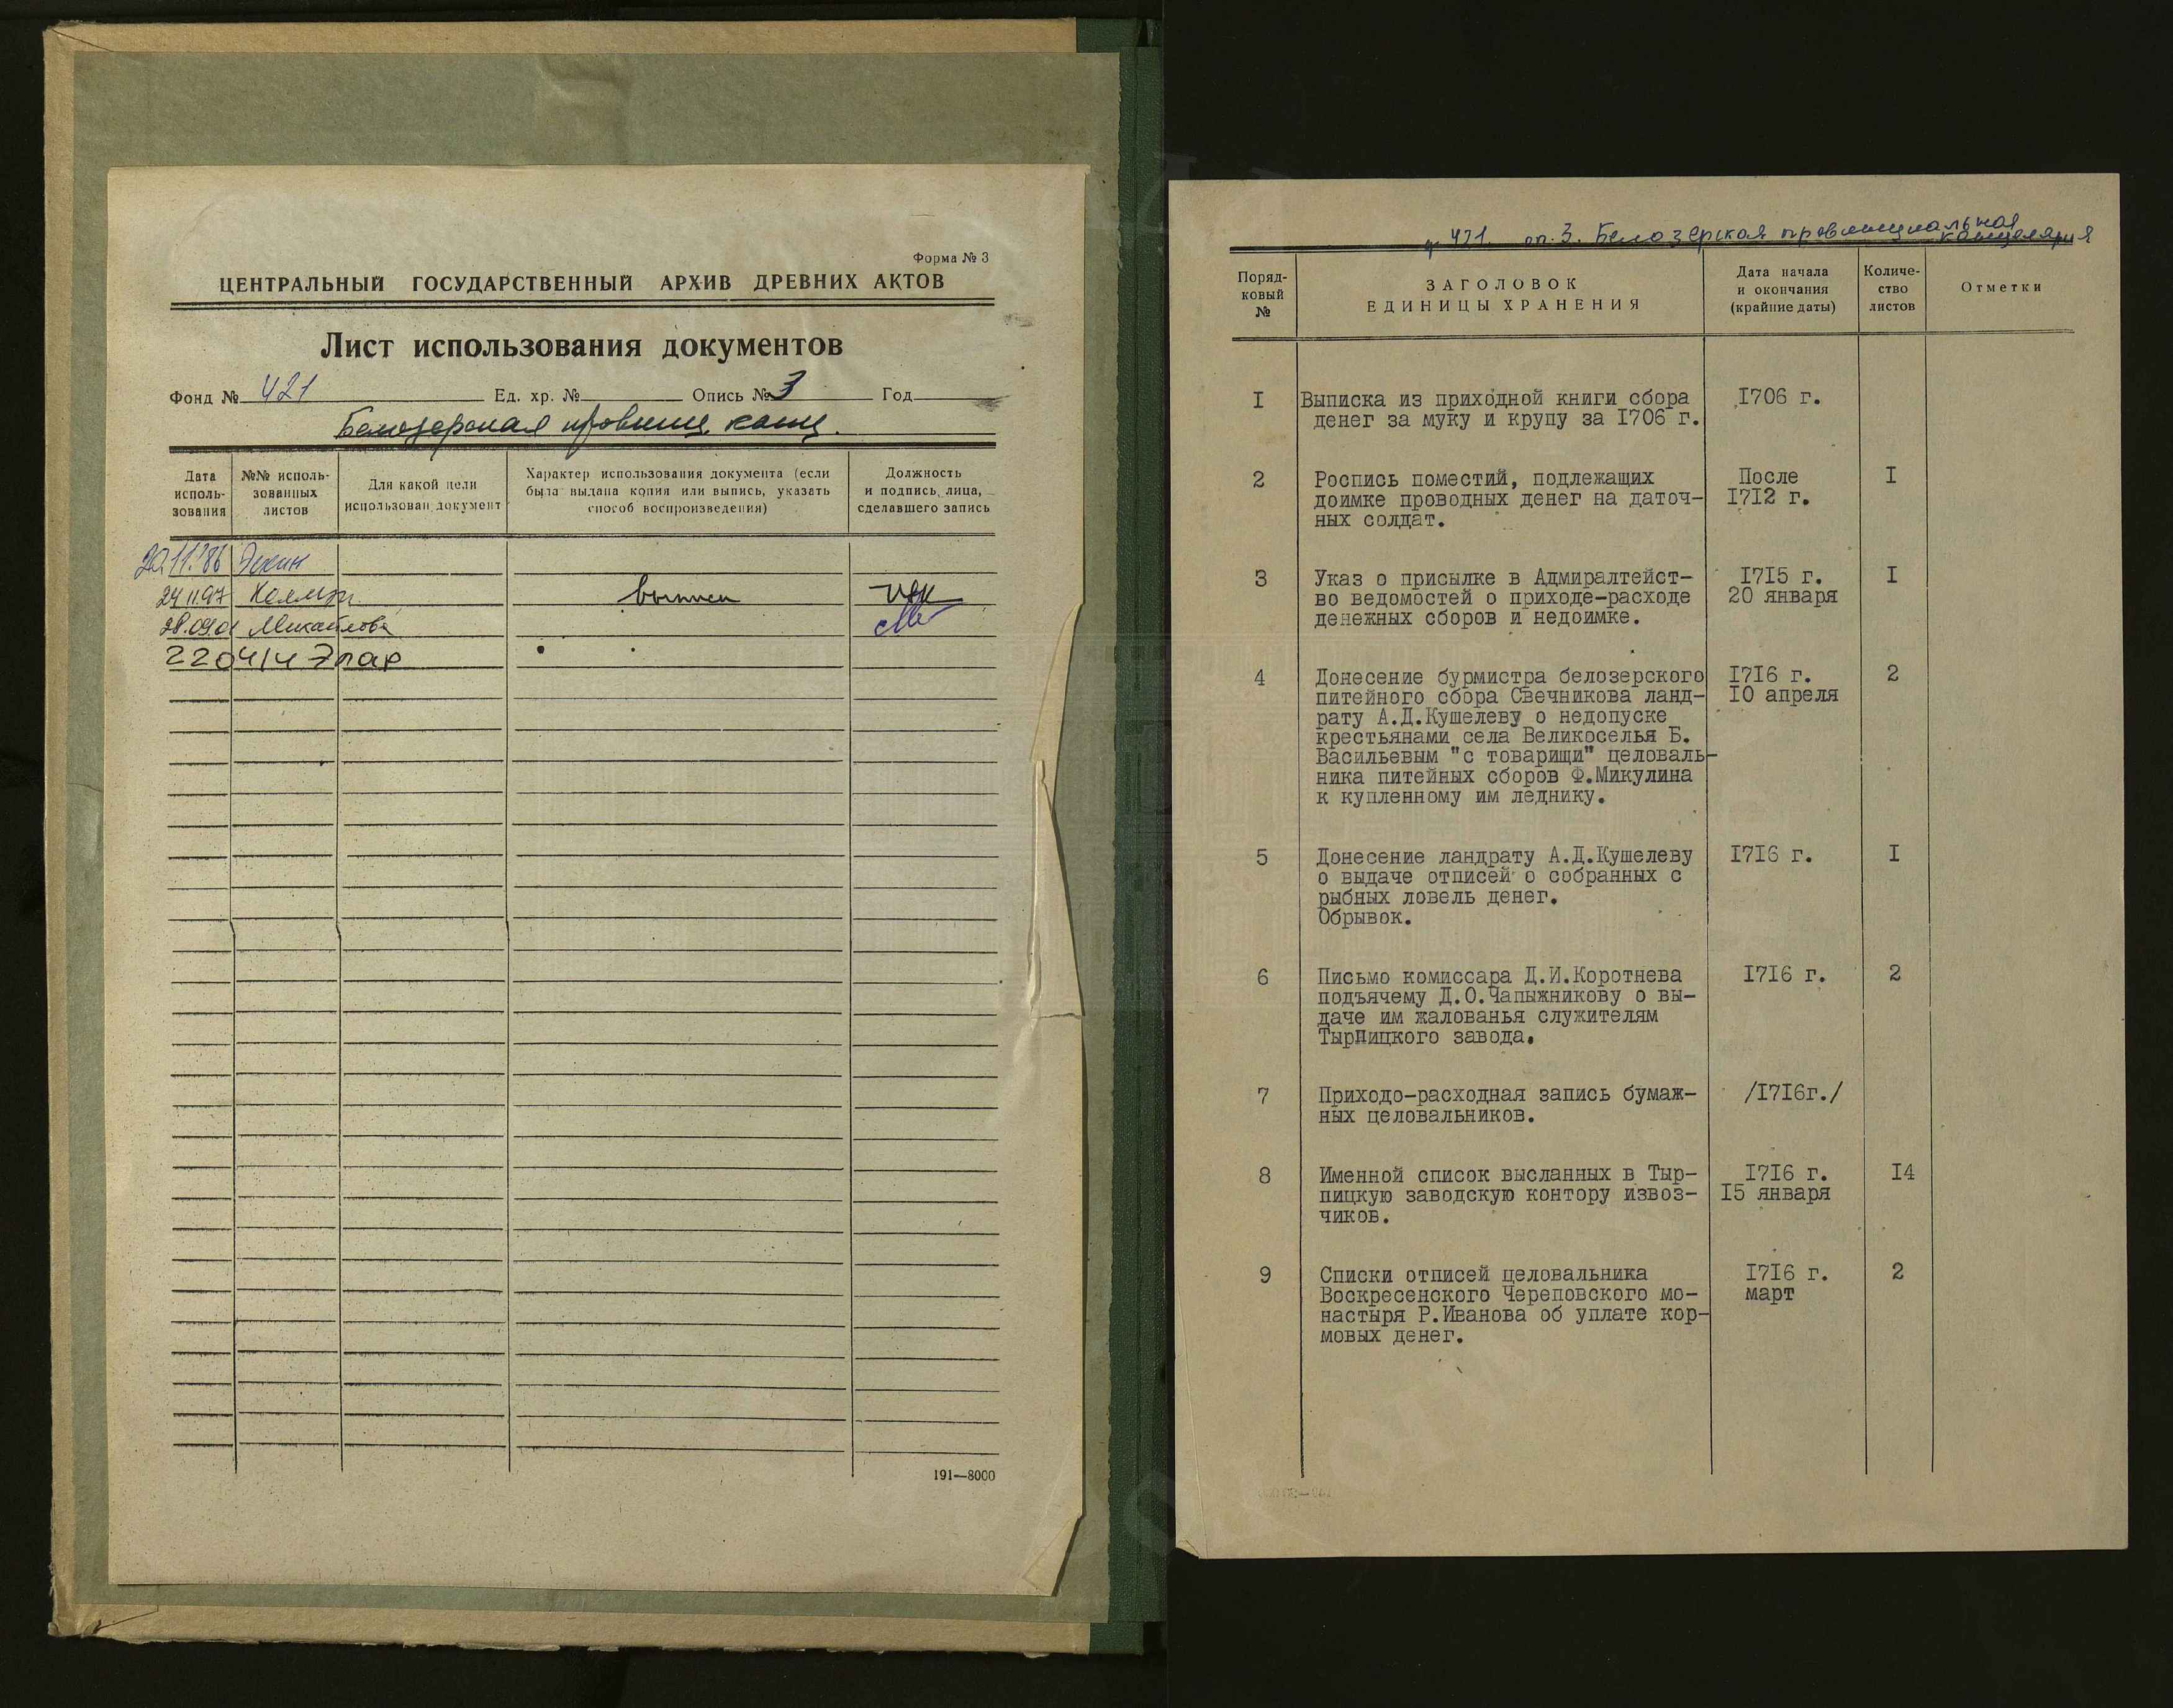 Форма № 3
ЦЕНТРАЛЬНЫЙ ГОСУДАРСТВЕННЫЙ АРХИВ ДРЕВНИХ АКТОВ
Лист использования документов
Фонд № 421 Ед. хр. № Опись № 3 Год
Белозерская провинц. канц.
Дата исполь- зования
№№ исполь- зованных листов
Для какой цели использован документ
Характер использования документа (если была выдана копия или выпись, указать способ воспроизведения)
Должность и подпись лица, сделавшего запись
20.11.86 Эскин
24.11.97 выписки
28.09.01 Михайлова
220414
191—8000
ф 421. оп. 3. Белозерская провинциальная
канцелярия
Поряд- ковый №
ЗАГОЛОВОК ЕДИНИЦЫ ХРАНЕНИЯ
Дата начала и окончания (крайние даты)
Количе- ство листов
Отметки
I Выписка из приходной книги сбора I706 г.
денег за муку и крупу за I706 г.
2 Роспись поместий, подлежащих После I
доимке проводных денег на даточ- I7I2 г.
ных солдат.
3 Указ о присылке в Адмиралтейст- I7I5 г. I
во ведомостей о приходе-расходе 20 января
денежных сборов и недоимке.
4 Донесение бурмистра белозерского I7I6 г. 2
питейного сбора Свечникова ланд- I0 апреля
рату А.Д.Кушелеву о недопуске
крестьянами села Великоселья Б.
Васильевым "с товарищи" целоваль-
ника питейных сборов Ф.Микулина
к купленному им леднику.
5 Донесение ландрату А.Д.Кушелеву I7I6 г. I
о выдаче отписей о собранных с
рыбных ловель денег.
Обрывок.
6 Письмо комиссара Д.И.Коротнева I7I6 г. 2
подъячему Д.О.Чапыжникову о вы-
даче им жалованья служителям
Тырпицкого завода.
7 Приходо-расходная запись бумаж- /I7I6г./
ных целовальников.
8 Именной список высланных в Тыр- I7I6 г. I4
пицкую заводскую контору извоз- I5 января
чиков.
9 Списки отписей целовальника I7I6 г. 2
Воскресенского Череповского мо- март
настыря Р.Иванова об уплате кор-
мовых денег.